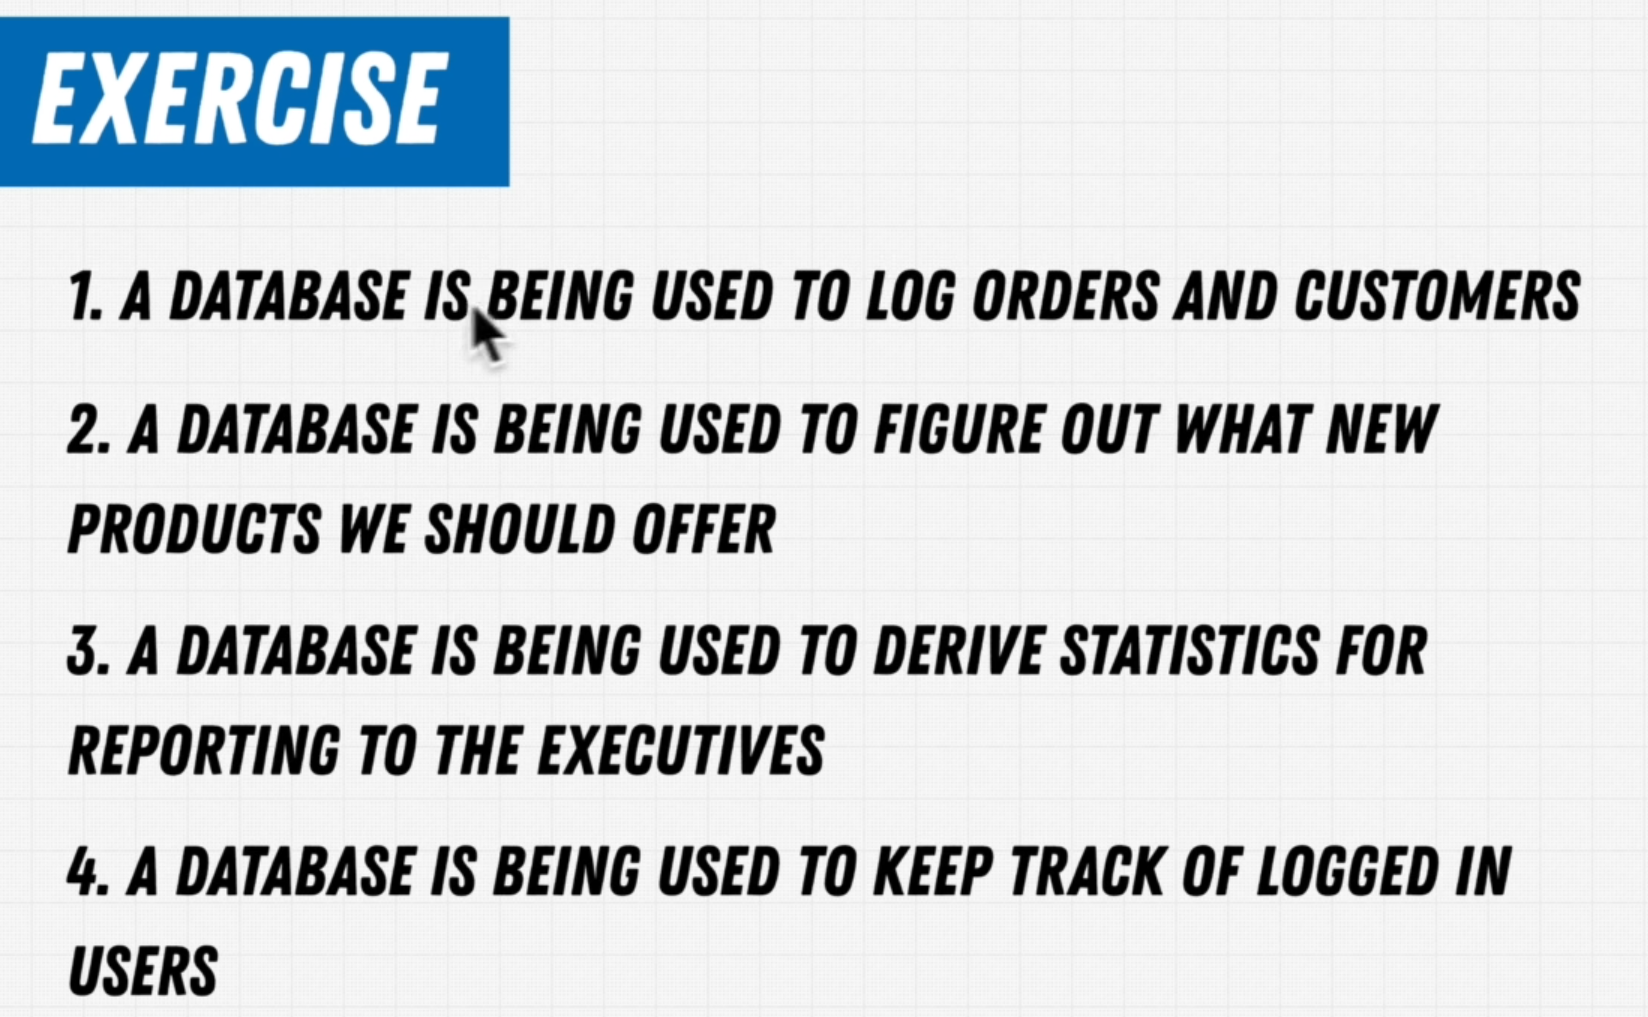 EXERCISE
1. A DATABASE IS BEING USED TO LOG ORDERS AND CUSTOMERS
2. A DATABASE IS BEING USED TO FIGURE OUT WHAT NEW
PRODUCTS WE SHOULD OFFER
3. A DATABASE IS BEING USED TO DERIVE STATISTICS FOR
REPORTING TO THE EXECUTIVES
4. A DATABASE IS BEING USED TO KEEP TRACK OF LOGGED IN
USERS